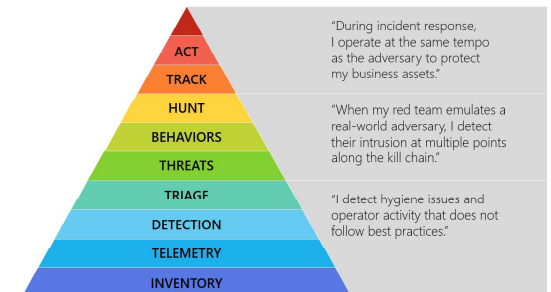 ACT
TRACK
HUNT
BEHAVIORS
THREATS
TRIAGE
DETECTION
TELEMETRY
INVENTORY
“During incident response,
I operate at the same tempo
as the adversary to protect
my business assets.”
“When my red team emulates a
real-world adversary, I detect
their intrusion at multiple points
along the kill chain.”
“I detect hygiene issues and
operator activity that does not
follow best practices.”